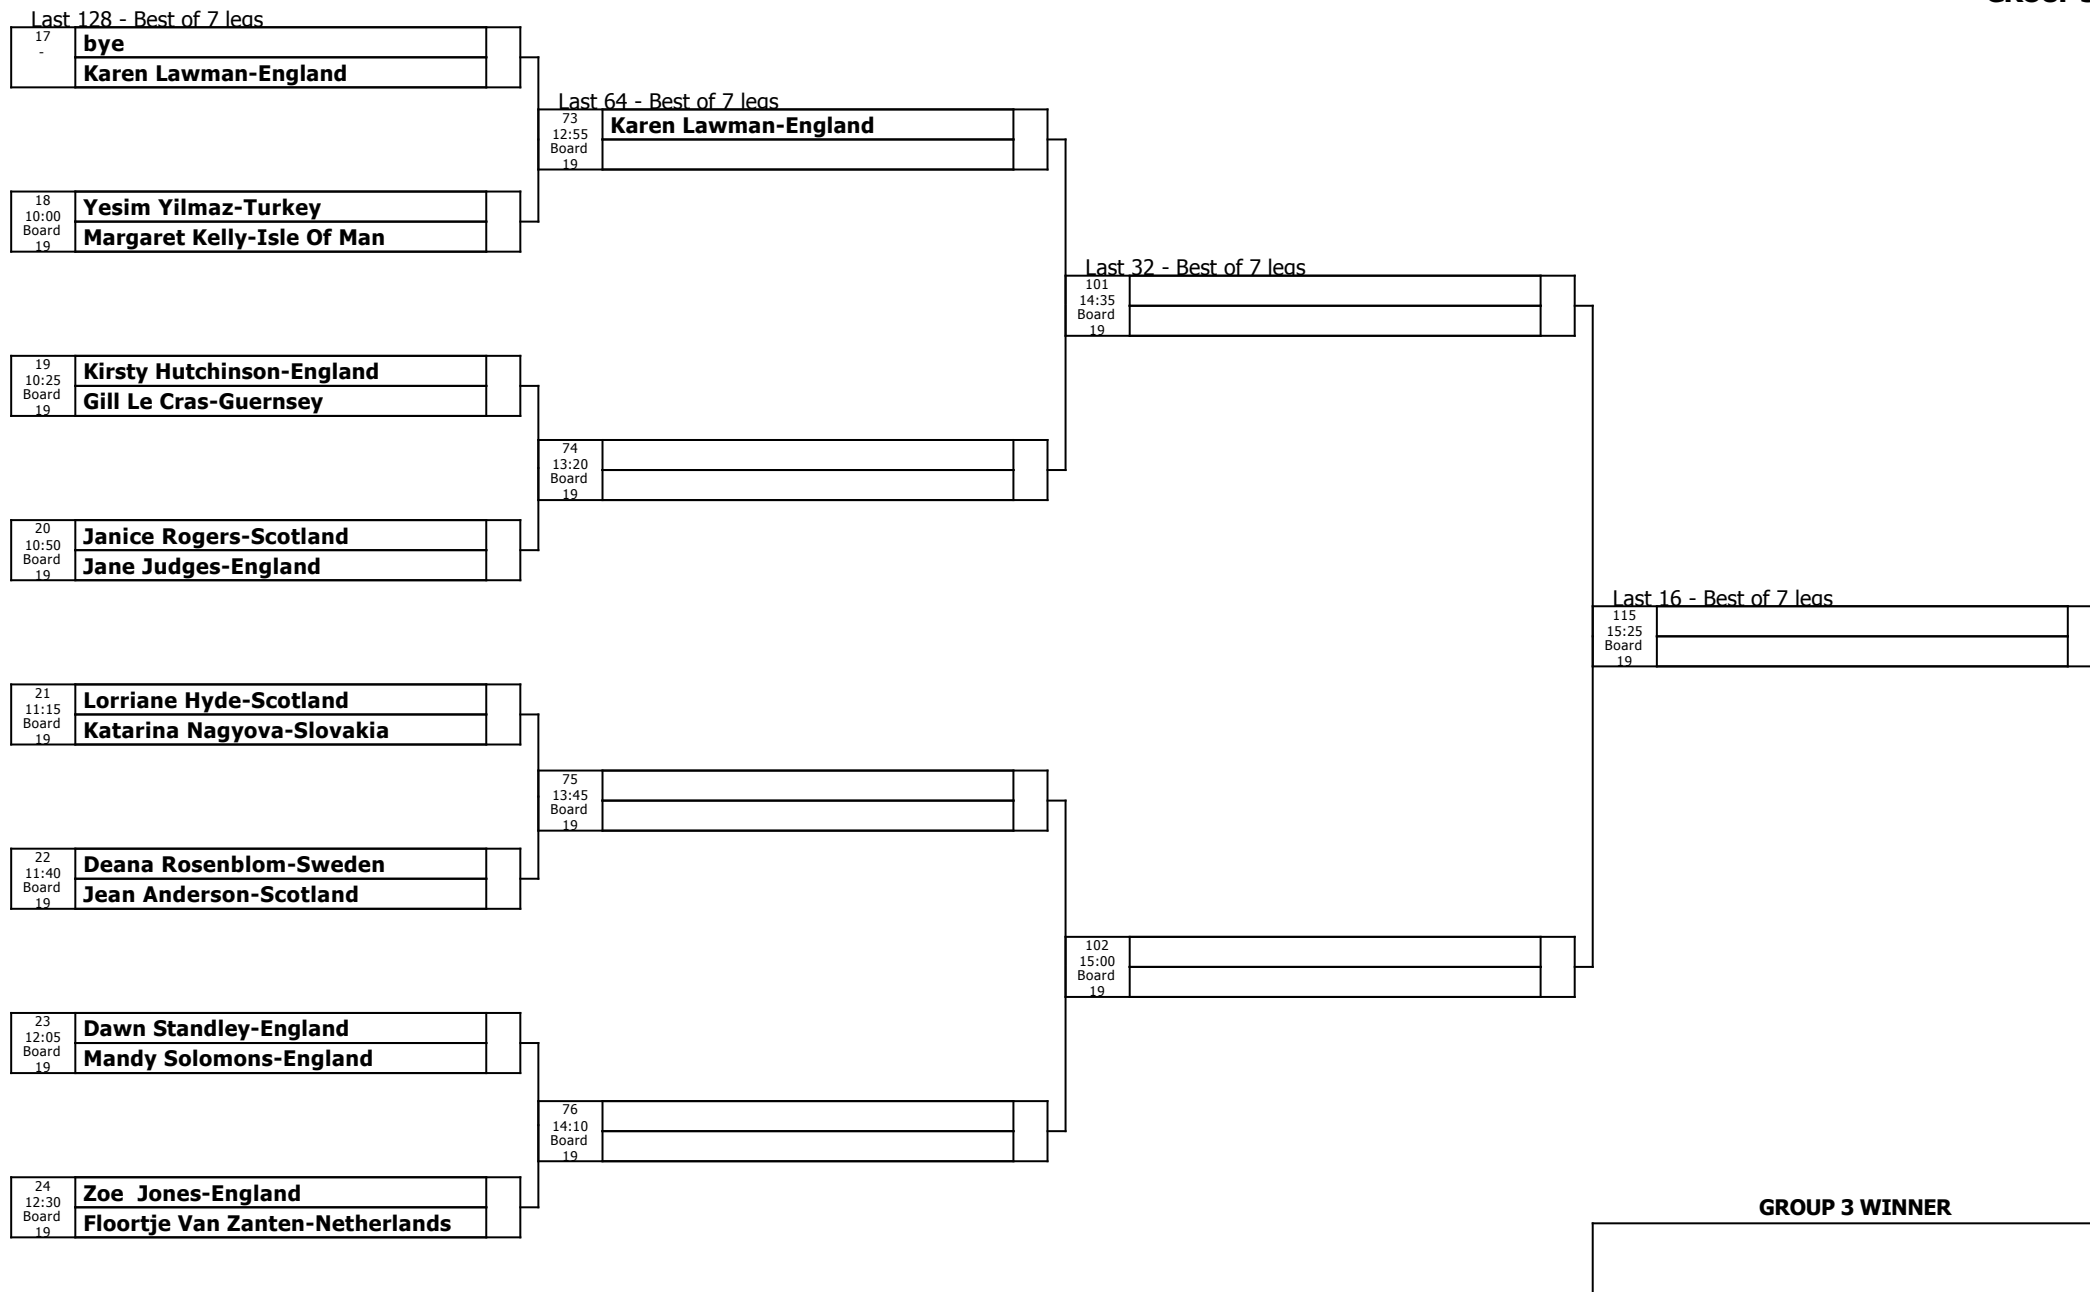 GROUP 3
Last 128 - Best of 7 legs
17
-
bye
Karen Lawman-England
18
10:00
Board
19
Yesim Yilmaz-Turkey
Margaret Kelly-Isle Of Man
19
10:25
Board
19
Kirsty Hutchinson-England
Gill Le Cras-Guernsey
20
10:50
Board
19
Janice Rogers-Scotland
Jane Judges-England
21
11:15
Board
19
Lorriane Hyde-Scotland
Katarina Nagyova-Slovakia
22
11:40
Board
19
Deana Rosenblom-Sweden
Jean Anderson-Scotland
23
12:05
Board
19
Dawn Standley-England
Mandy Solomons-England
24
12:30
Board
19
Zoe  Jones-England
Floortje Van Zanten-Netherlands
Last 64 - Best of 7 legs
73
12:55
Board
19
Karen Lawman-England
74
13:20
Board
19
75
13:45
Board
19
76
14:10
Board
19
Last 32 - Best of 7 legs
101
14:35
Board
19
102
15:00
Board
19
Last 16 - Best of 7 legs
115
15:25
Board
19
GROUP 3 WINNER